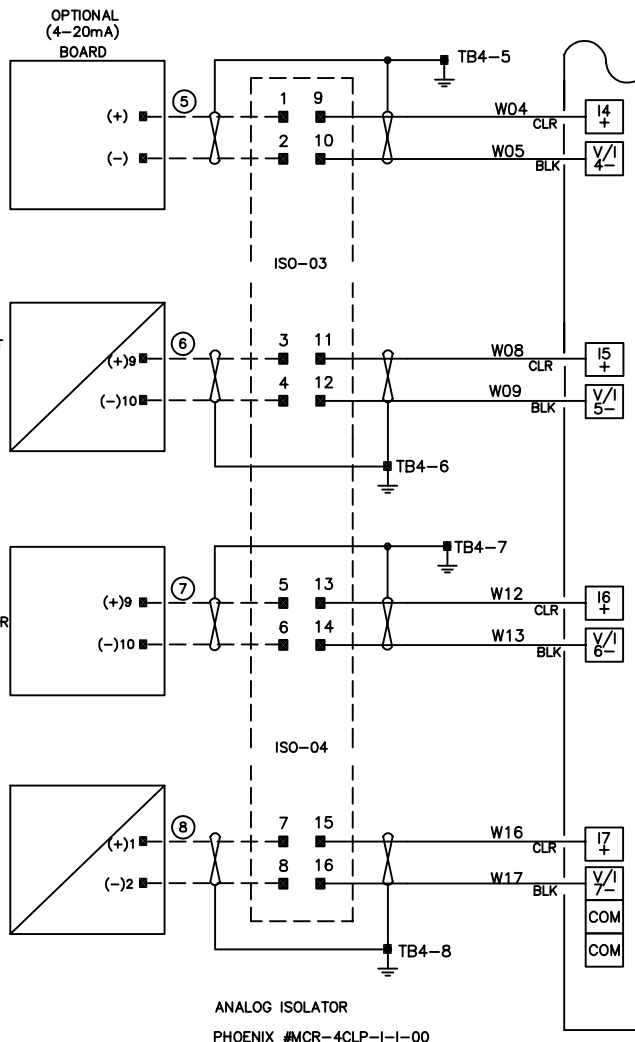 OPTIONAL
(4-20mA)
BOARD
TB4-5
(+) 5 1 9 W04 CLR I4 +
(-) 2 10 W05 BLK V/I 4-
ISO-03
T
(+)9 6 3 11 W08 CLR I5 +
(-)10 4 12 W09 BLK V/I 5-
TB4-6
TB4-7
(+)9 7 5 13 W12 CLR I6 +
R
(-)10 6 14 W13 BLK V/I 6-
ISO-04
(+)1 8 7 15 W16 CLR I7 +
(-)2 8 16 W17 BLK V/I 7-
COM
COM
TB4-8
ANALOG ISOLATOR
PHOENIX #MCR-4CLP-I-I-00